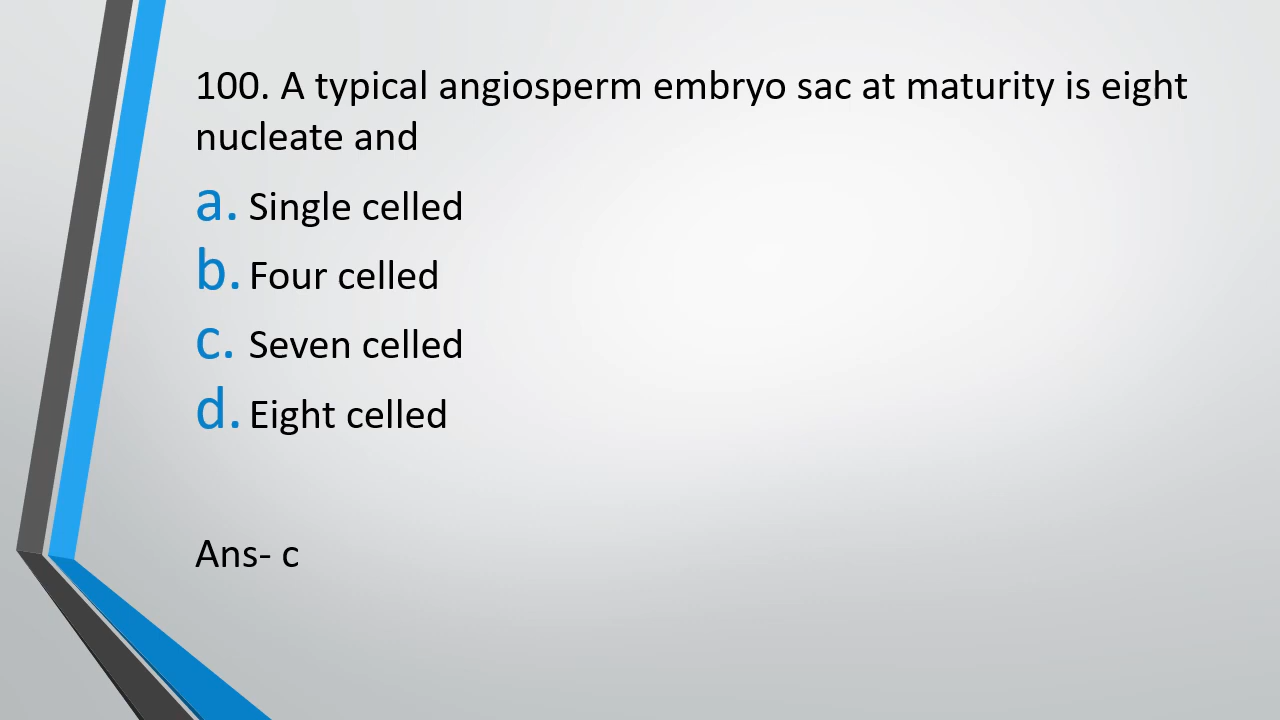 100. A typical angiosperm embryo sac at maturity is eight
nucleate and
a. Single celled
b. Four celled
c. Seven celled
d. Eight celled
Ans- c